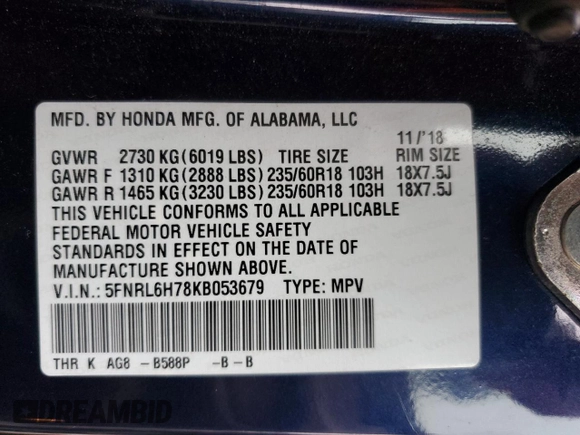 MFD. BY HONDA MFG. OF ALABAMA, LLC
11/'18
GVWR 2730 KG(6019 LBS) TIRE SIZE RIM SIZE
GAWR F 1310 KG(2888 LBS)235/60R18 103H 18X7.5J
GAWR R 1465 KG(3230 LBS)235/60R18 103H 18X7.5J
THIS VEHICLE CONFORMS TO ALL APPLICABLE
FEDERAL MOTOR VEHICLE SAFETY
STANDARDS IN EFFECT ON THE DATE OF
MANUFACTURE SHOWN ABOVE.
V.I.N.: 5FNRL6H78KB053679 TYPE: MPV
THR K AG8 -B588P -B-B
DREAMBID